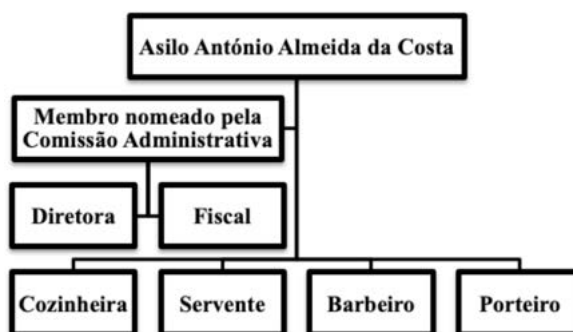 Asilo António Almeida da Costa
Membro nomeado pela
Comissão Administrativa
Diretora
Fiscal
Cozinheira
Servente
Barbeiro
Porteiro